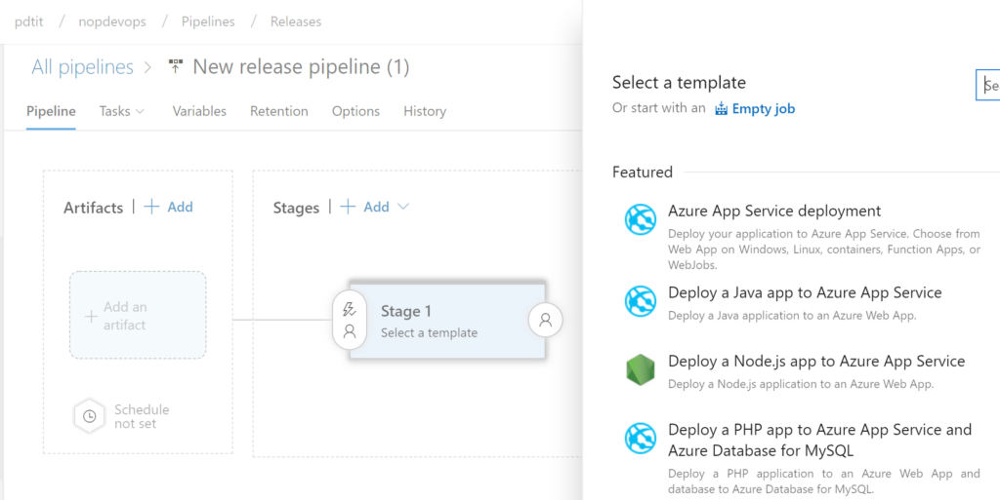 pdtit / nopdevops / Pipelines / Releases
All pipelines > New release pipeline (1)
Pipeline Tasks Variables Retention Options History
Artifacts | + Add
Stages | + Add
+ Add an
artifact
Schedule
not set
Stage 1
Select a template
Select a template
Or start with an Empty job
Featured
Azure App Service deployment
Deploy your application to Azure App Service. Choose from
Web App on Windows, Linux, containers, Function Apps, or
WebJobs.
Deploy a Java app to Azure App Service
Deploy a Java application to an Azure Web App.
Deploy a Node.js app to Azure App Service
Deploy a Node.js application to an Azure Web App.
Deploy a PHP app to Azure App Service and
Azure Database for MySQL
Deploy a PHP application to an Azure Web App and
database to Azure Database for MySQL.